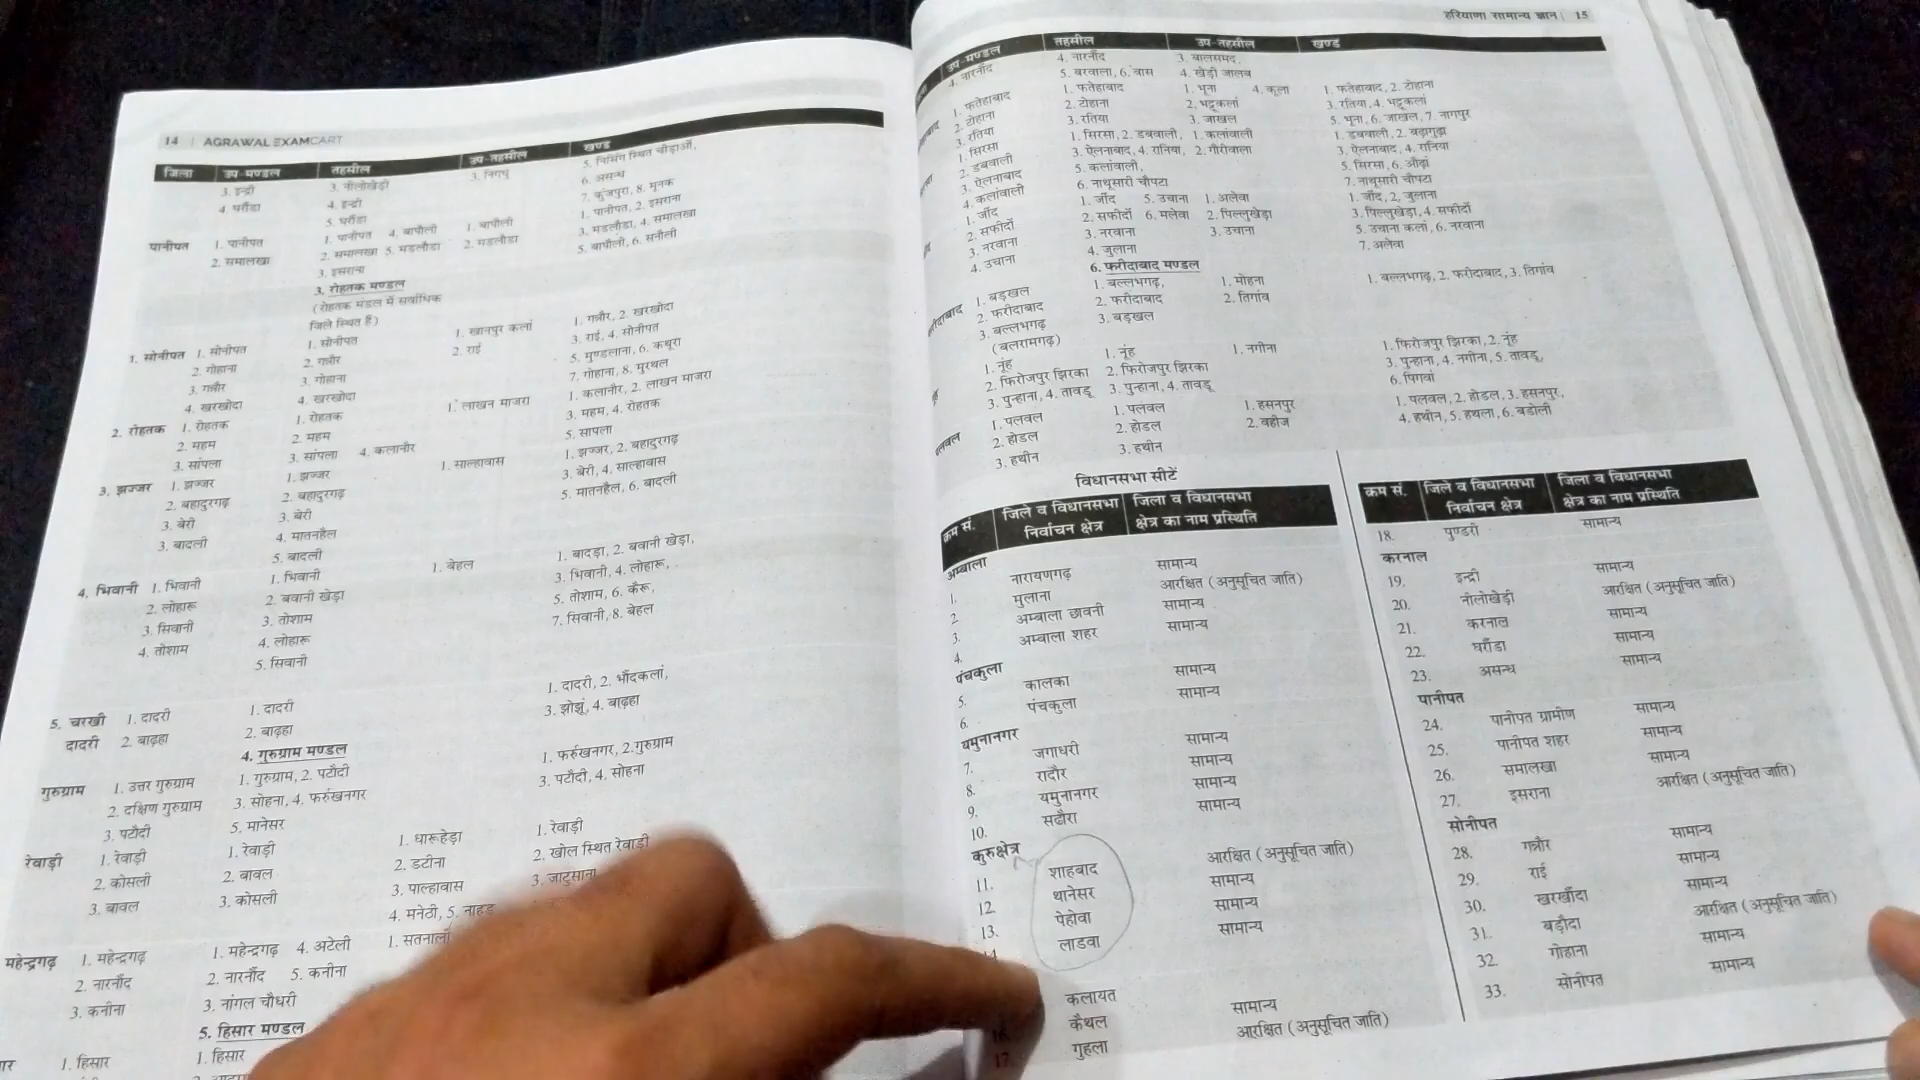 14 | AGRAWAL EXAMCART
जिला उप-मण्डल तहसील उप-तहसील खण्ड
3. इन्द्री 3. नीलोखेड़ी 3. निगधु 5. निसिंग स्थित चीड़ाओं,
4. घरौंडा 4. इन्द्री 6. असन्ध
5. घरौंडा 7. कुंजपुरा, 8. मूनक
पानीपत 1. पानीपत 1. पानीपत 4. बापौली 1. बापौली 1. पानीपत, 2. इसराना
2. समालखा 2. समालखा 5. मडलौडा 2. मडलौडा 3. मडलौडा, 4. समालखा
3. इसराना 5. बापौली, 6. सनौली
3. रोहतक मण्डल
(रोहतक मंडल में सर्वाधिक
जिले स्थित हैं)
1. सोनीपत 1. सोनीपत 1. सोनीपत 1. खानपुर कलां 1. गन्नौर, 2. खरखोदा
2. गोहाना 2. गन्नौर 2. राई 3. राई, 4. सोनीपत
3. गन्नौर 3. गोहाना 5. मुण्डलाना, 6. कथूरा
4. खरखोदा 4. खरखोदा 7. गोहाना, 8. मुरथल
2. रोहतक 1. रोहतक 1. रोहतक 1. लाखन माजरा 1. कलानौर, 2. लाखन माजरा
2. महम 2. महम 3. महम, 4. रोहतक
3. सांपला 3. सांपला 4. कलानौर 5. सापला
3. झज्जर 1. झज्जर 1. झज्जर 1. साल्हावास 1. झज्जर, 2. बहादुरगढ़
2. बहादुरगढ़ 2. बहादुरगढ़ 3. बेरी, 4. साल्हावास
3. बेरी 3. बेरी 5. मातनहैल, 6. बादली
3. बादली 4. मातनहैल
5. बादली
4. भिवानी 1. भिवानी 1. भिवानी 1. बेहल 1. बाढड़ा, 2. बवानी खेड़ा,
2. लोहारू 2. बवानी खेड़ा 3. भिवानी, 4. लोहारू,
3. सिवानी 3. तोशाम 5. तोशाम, 6. कैरू,
4. तोशाम 4. लोहारू 7. सिवानी, 8. बेहल
5. सिवानी
5. चरखी 1. दादरी 1. दादरी 1. दादरी, 2. भौंदकलां,
दादरी 2. बाढ़हा 2. बाढ़हा 3. झोझूं, 4. बाढ़हा
4. गुरुग्राम मण्डल
गुरुग्राम 1. उत्तर गुरुग्राम 1. गुरुग्राम, 2. पटौदी 1. फर्रुखनगर, 2.गुरुग्राम
2. दक्षिण गुरुग्राम 3. सोहना, 4. फर्रुखनगर 3. पटौदी, 4. सोहना
3. पटौदी 5. मानेसर
रेवाड़ी 1. रेवाड़ी 1. रेवाड़ी 1. धारूहेड़ा 1. रेवाड़ी
2. कोसली 2. बावल 2. डटीना 2. खोल स्थित रेवाड़ी
3. बावल 3. कोसली 3. पाल्हावास 3. जाटुसाना
4. मनेठी, 5. नाहड़
महेन्द्रगढ़ 1. महेन्द्रगढ़ 1. महेन्द्रगढ़ 4. अटेली 1. सतनाली
2. नारनौंद 2. नारनौंद 5. कनीना
3. कनीना 3. नांगल चौधरी
5. हिसार मण्डल
1. हिसार 1. हिसार
हरियाणा सामान्य ज्ञान | 15
उप-मण्डल तहसील उप-तहसील खण्ड
4. नारनौंद 4. नारनौंद 3. बालसमद,
5. बरवाला, 6. बास 4. खेड़ी जालब
1. फतेहाबाद 1. फतेहाबाद 1. भूना 4. कूला 1. फतेहाबाद, 2. टोहाना
2. टोहाना 2. टोहाना 2. भट्टूकलां 3. रतिया, 4. भट्टूकलां
3. रतिया 3. रतिया 3. जाखल 5. भूना, 6. जाखल, 7. नागपुर
1. सिरसा 1. सिरसा, 2. डबवाली, 1. कलांवाली 1. डबवाली, 2. बढ़ागुढ़ा
2. डबवाली 3. ऐलनाबाद, 4. रानिया, 2. गौरीवाला 3. ऐलनाबाद, 4. रानिया
3. ऐलनाबाद 5. कलांवाली, 5. सिरसा, 6. औढ़ां
4. कलांवाली 6. नाथूसारी चौपटा 7. नाथूसारी चौपटा
1. जींद 1. जींद 5. उचाना 1. अलेवा 1. जींद, 2. जुलाना
2. सफीदों 2. सफीदों 6. मलेवा 2. पिल्लुखेड़ा 3. पिल्लुखेड़ा, 4. सफीदों
3. नरवाना 3. नरवाना 3. उचाना 5. उचाना कलां, 6. नरवाना
4. उचाना 4. जुलाना 7. अलेवा
6. फरीदाबाद मण्डल
1. बड़खल 1. बल्लभगढ़, 1. मोहना 1. बल्लभगढ़, 2. फरीदाबाद, 3. तिगांव
2. फरीदाबाद 2. फरीदाबाद 2. तिगांव
3. बल्लभगढ़ 3. बड़खल
(बलरामगढ़)
1. नूंह 1. नूंह 1. नगीना 1. फिरोजपुर झिरका, 2. नूंह
2. फिरोजपुर झिरका 2. फिरोजपुर झिरका 3. पुन्हाना, 4. नगीना, 5. तावडू,
3. पुन्हाना, 4. तावडू 3. पुन्हाना, 4. तावडू 6. पिगवां
पलवल 1. पलवल 1. पलवल 1. हसनपुर 1. पलवल, 2. होडल, 3. हसनपुर,
2. होडल 2. होडल 2. बहीज 4. हथीन, 5. हथला, 6. बडोली
3. हथीन 3. हथीन
विधानसभा सीटें
क्रम सं. जिले व विधानसभा निर्वाचन क्षेत्र जिला व विधानसभा क्षेत्र का नाम प्रस्थिति
अम्बाला
1. नारायणगढ़ सामान्य
2 मुलाना आरक्षित (अनुसूचित जाति)
3. अम्बाला छावनी सामान्य
4. अम्बाला शहर सामान्य
पंचकुला
5. कालका सामान्य
6. पंचकुला सामान्य
यमुनानगर
7. जगाधरी सामान्य
8. रादौर सामान्य
9. यमुनानगर सामान्य
10. सढौरा सामान्य
कुरुक्षेत्र
11. शाहबाद आरक्षित (अनुसूचित जाति)
12 थानेसर सामान्य
13. पेहोवा सामान्य
14 लाडवा सामान्य
कलायत
16. कैथल सामान्य
17. गुहला आरक्षित (अनुसूचित जाति)
क्रम सं. जिले व विधानसभा निर्वाचन क्षेत्र जिला व विधानसभा क्षेत्र का नाम प्रस्थिति
18. पुण्डरी सामान्य
करनाल
19. इन्द्री सामान्य
20. नीलोखेड़ी आरक्षित (अनुसूचित जाति)
21. करनाल सामान्य
22. घरौंडा सामान्य
23. असन्ध सामान्य
पानीपत
24. पानीपत ग्रामीण सामान्य
25. पानीपत शहर सामान्य
26. समालखा सामान्य
27. इसराना आरक्षित (अनुसूचित जाति)
सोनीपत
28. गन्नौर सामान्य
29. राई सामान्य
30. खरखौदा सामान्य
31. बड़ौदा आरक्षित (अनुसूचित जाति)
32. गोहाना सामान्य
33. सोनीपत सामान्य